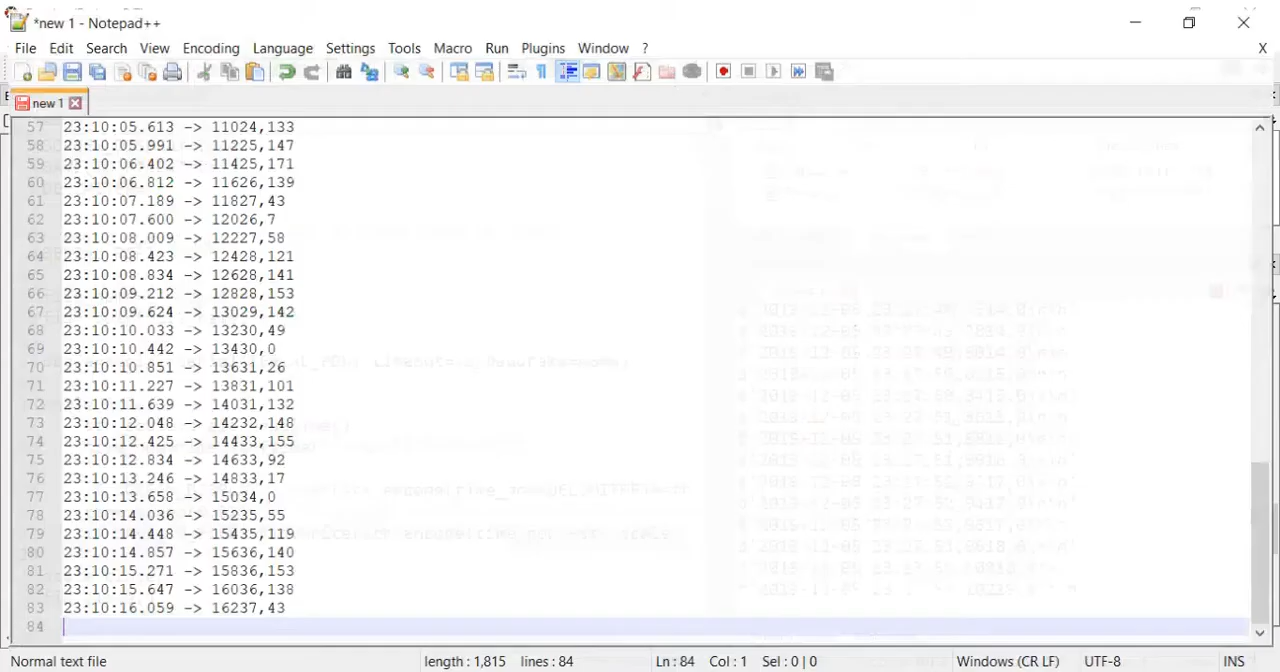 *new 1 - Notepad++
File Edit Search View Encoding Language Settings Tools Macro Run Plugins Window ?
X
new 1
57 23:10:05.613 -> 11024,133
58 23:10:05.991 -> 11225,147
59 23:10:06.402 -> 11425,171
60 23:10:06.812 -> 11626,139
61 23:10:07.189 -> 11827,43
62 23:10:07.600 -> 12026,7
63 23:10:08.009 -> 12227,58
64 23:10:08.423 -> 12428,121
65 23:10:08.834 -> 12628,141
66 23:10:09.212 -> 12828,153
67 23:10:09.624 -> 13029,142
68 23:10:10.033 -> 13230,49
69 23:10:10.442 -> 13430,0
70 23:10:10.851 -> 13631,26
71 23:10:11.227 -> 13831,101
72 23:10:11.639 -> 14031,132
73 23:10:12.048 -> 14232,148
74 23:10:12.425 -> 14433,155
75 23:10:12.834 -> 14633,92
76 23:10:13.246 -> 14833,17
77 23:10:13.658 -> 15034,0
78 23:10:14.036 -> 15235,55
79 23:10:14.448 -> 15435,119
80 23:10:14.857 -> 15636,140
81 23:10:15.271 -> 15836,153
82 23:10:15.647 -> 16036,138
83 23:10:16.059 -> 16237,43
84
Normal text file length : 1,815 lines : 84 Ln : 84 Col : 1 Sel : 0 | 0 Windows (CR LF) UTF-8 INS